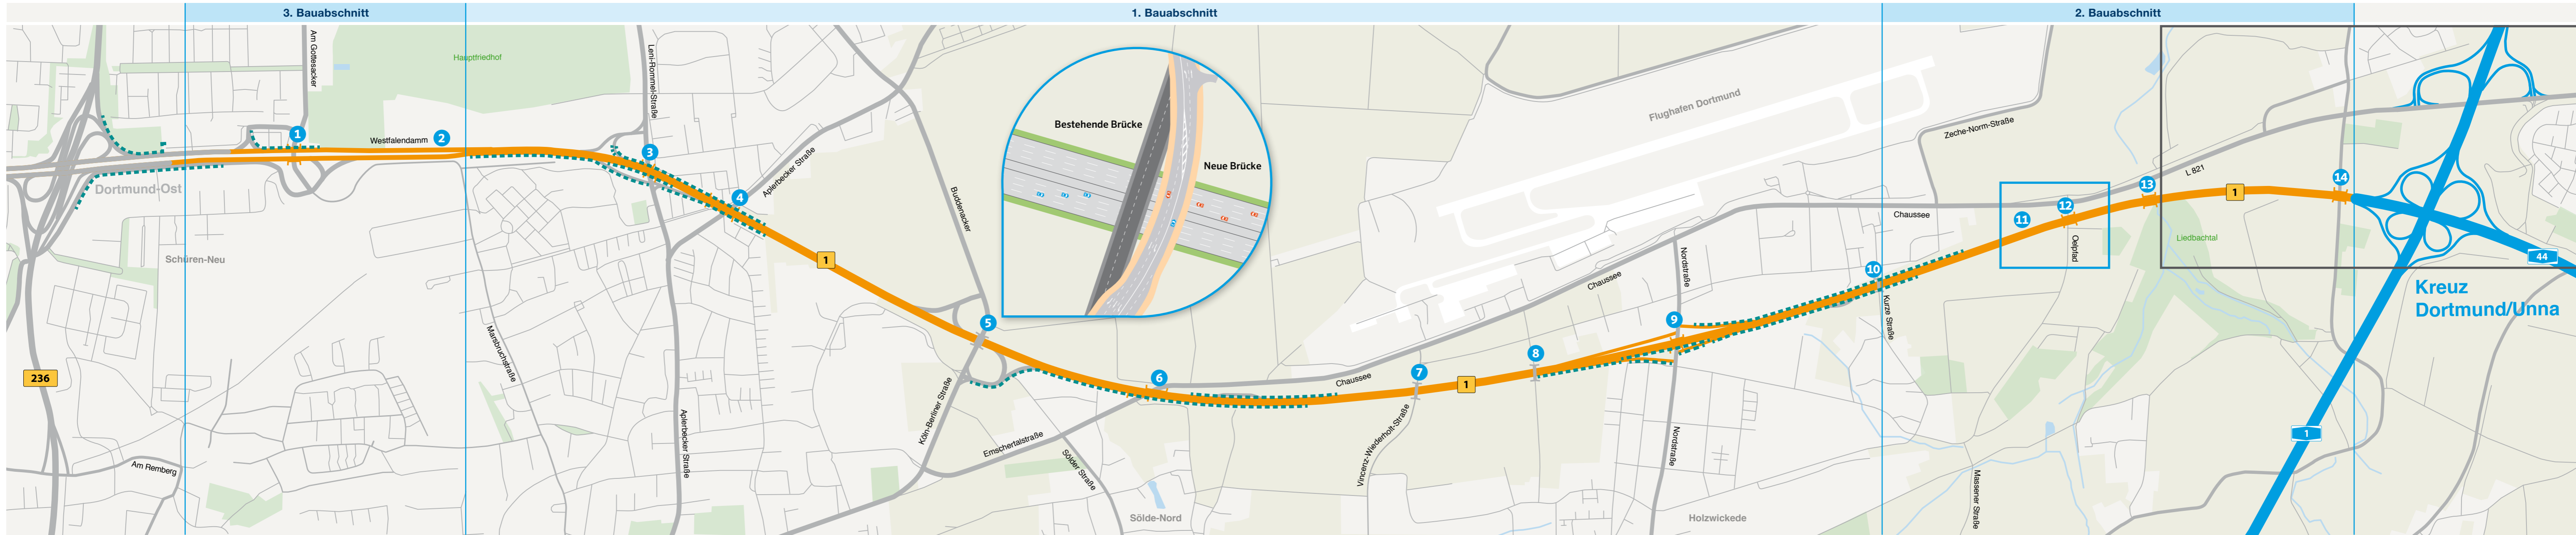 3. Bauabschnitt
1. Bauabschnitt
2. Bauabschnitt
Am Gottesacker
Hauptfriedhof
Leni-Rommel-Straße
Westfalendamm
1
2
3
4
Dortmund-Ost
Schüren-Neu
236
Am Remberg
Marsbruchstraße
Aplerbecker Straße
Aplerbecker Straße
1
Buddenacker
Bestehende Brücke
Neue Brücke
5
Köln-Berliner Straße
Emschertalstraße
Sölder Straße
Sölde-Nord
6
Chaussee
7
Vincenz-Wiederholt-Straße
1
8
Flughafen Dortmund
Chaussee
Nordstraße
9
Nordstraße
Holzwickede
10
Kurze Straße
Chaussee
Zeche-Norm-Straße
11
12
Oelpfad
Massener Straße
13
L 821
1
Liedbachtal
14
44
Kreuz
Dortmund/Unna
1